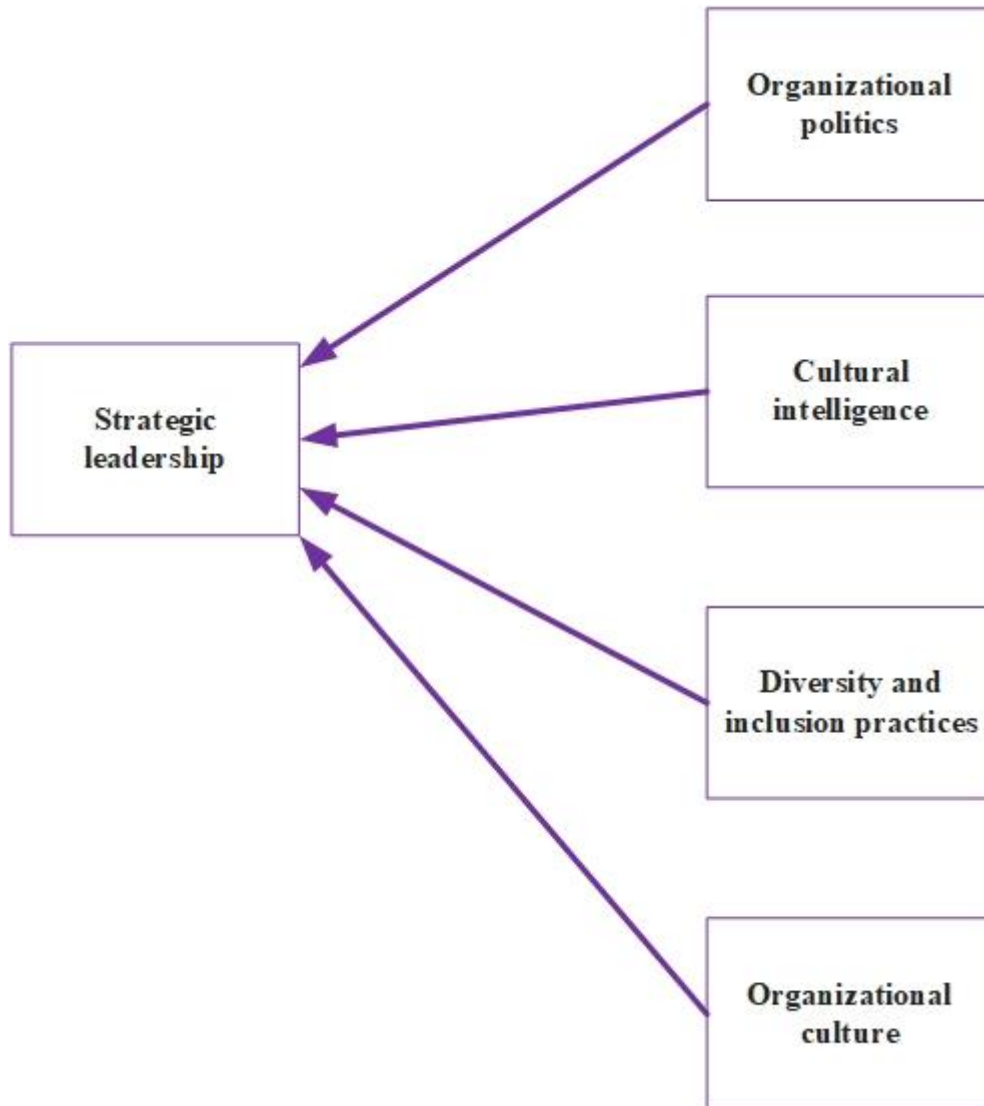 Organizational
politics
Cultural
intelligence
Strategic
leadership
Diversity and
inclusion practices
Organizational
culture